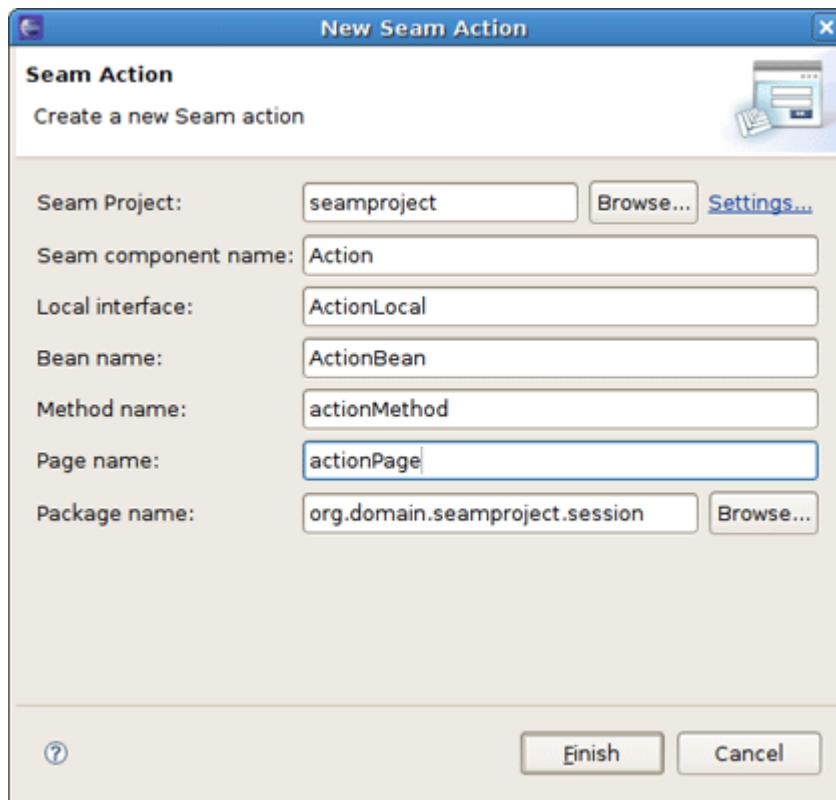 New Seam Action
Seam Action
Create a new Seam action
Seam Project: seamproject Browse... Settings...
Seam component name: Action
Local interface: ActionLocal
Bean name: ActionBean
Method name: actionMethod
Page name: actionPage
Package name: org.domain.seamproject.session Browse...
? Finish Cancel